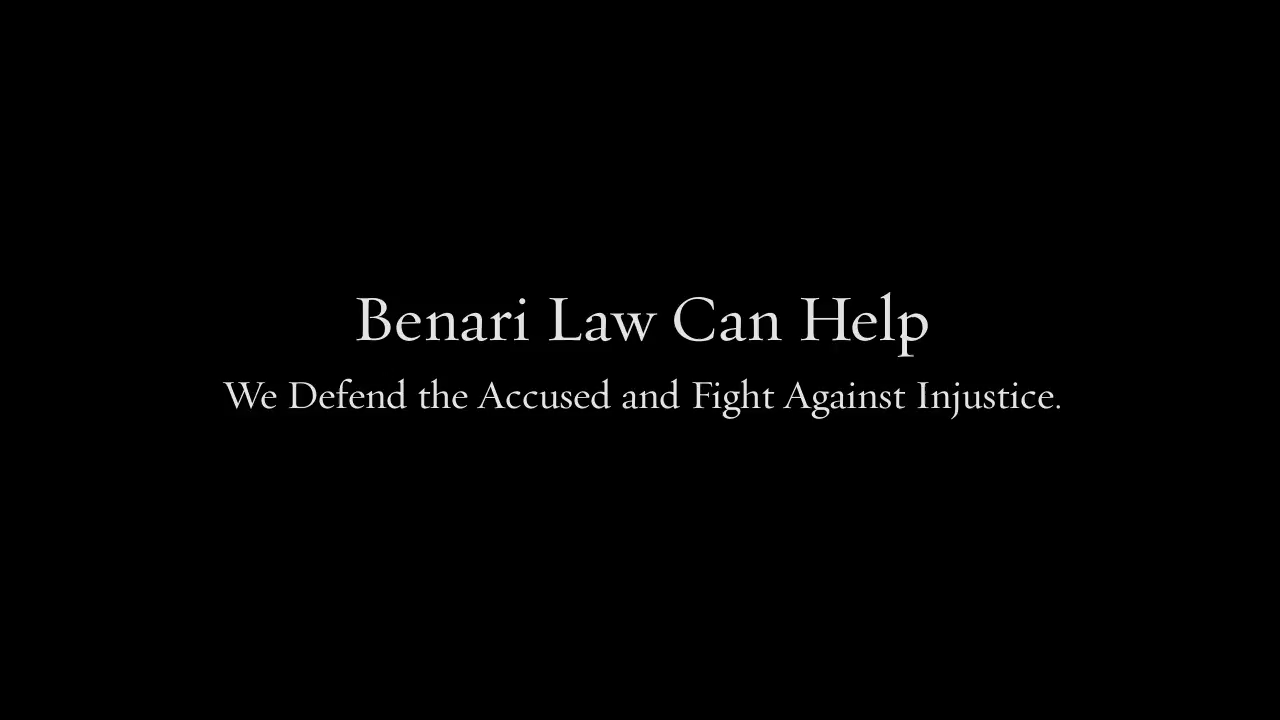 Benari Law Can Help
We Defend the Accused and Fight Against Injustice.